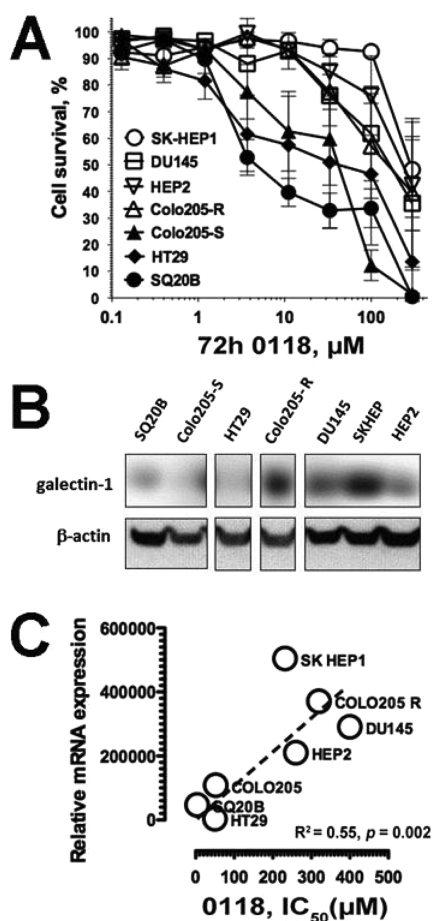 A
Cell survival, %
100
90
80
70
60
50
40
30
20
10
0
SK-HEP1
DU145
HEP2
Colo205-R
Colo205-S
HT29
SQ20B
0.1
1
10
100
72h 0118, µM
B
SQ20B
Colo205-S
HT29
Colo205-R
DU145
SKHEP
HEP2
galectin-1
β-actin
C
Relative mRNA expression
600000
400000
200000
0
SK HEP1
COLO205 R
DU145
HEP2
COLO205
SQ20B
HT29
R² = 0.55, p = 0.002
0 100 200 300 400 500
0118, IC50(µM)